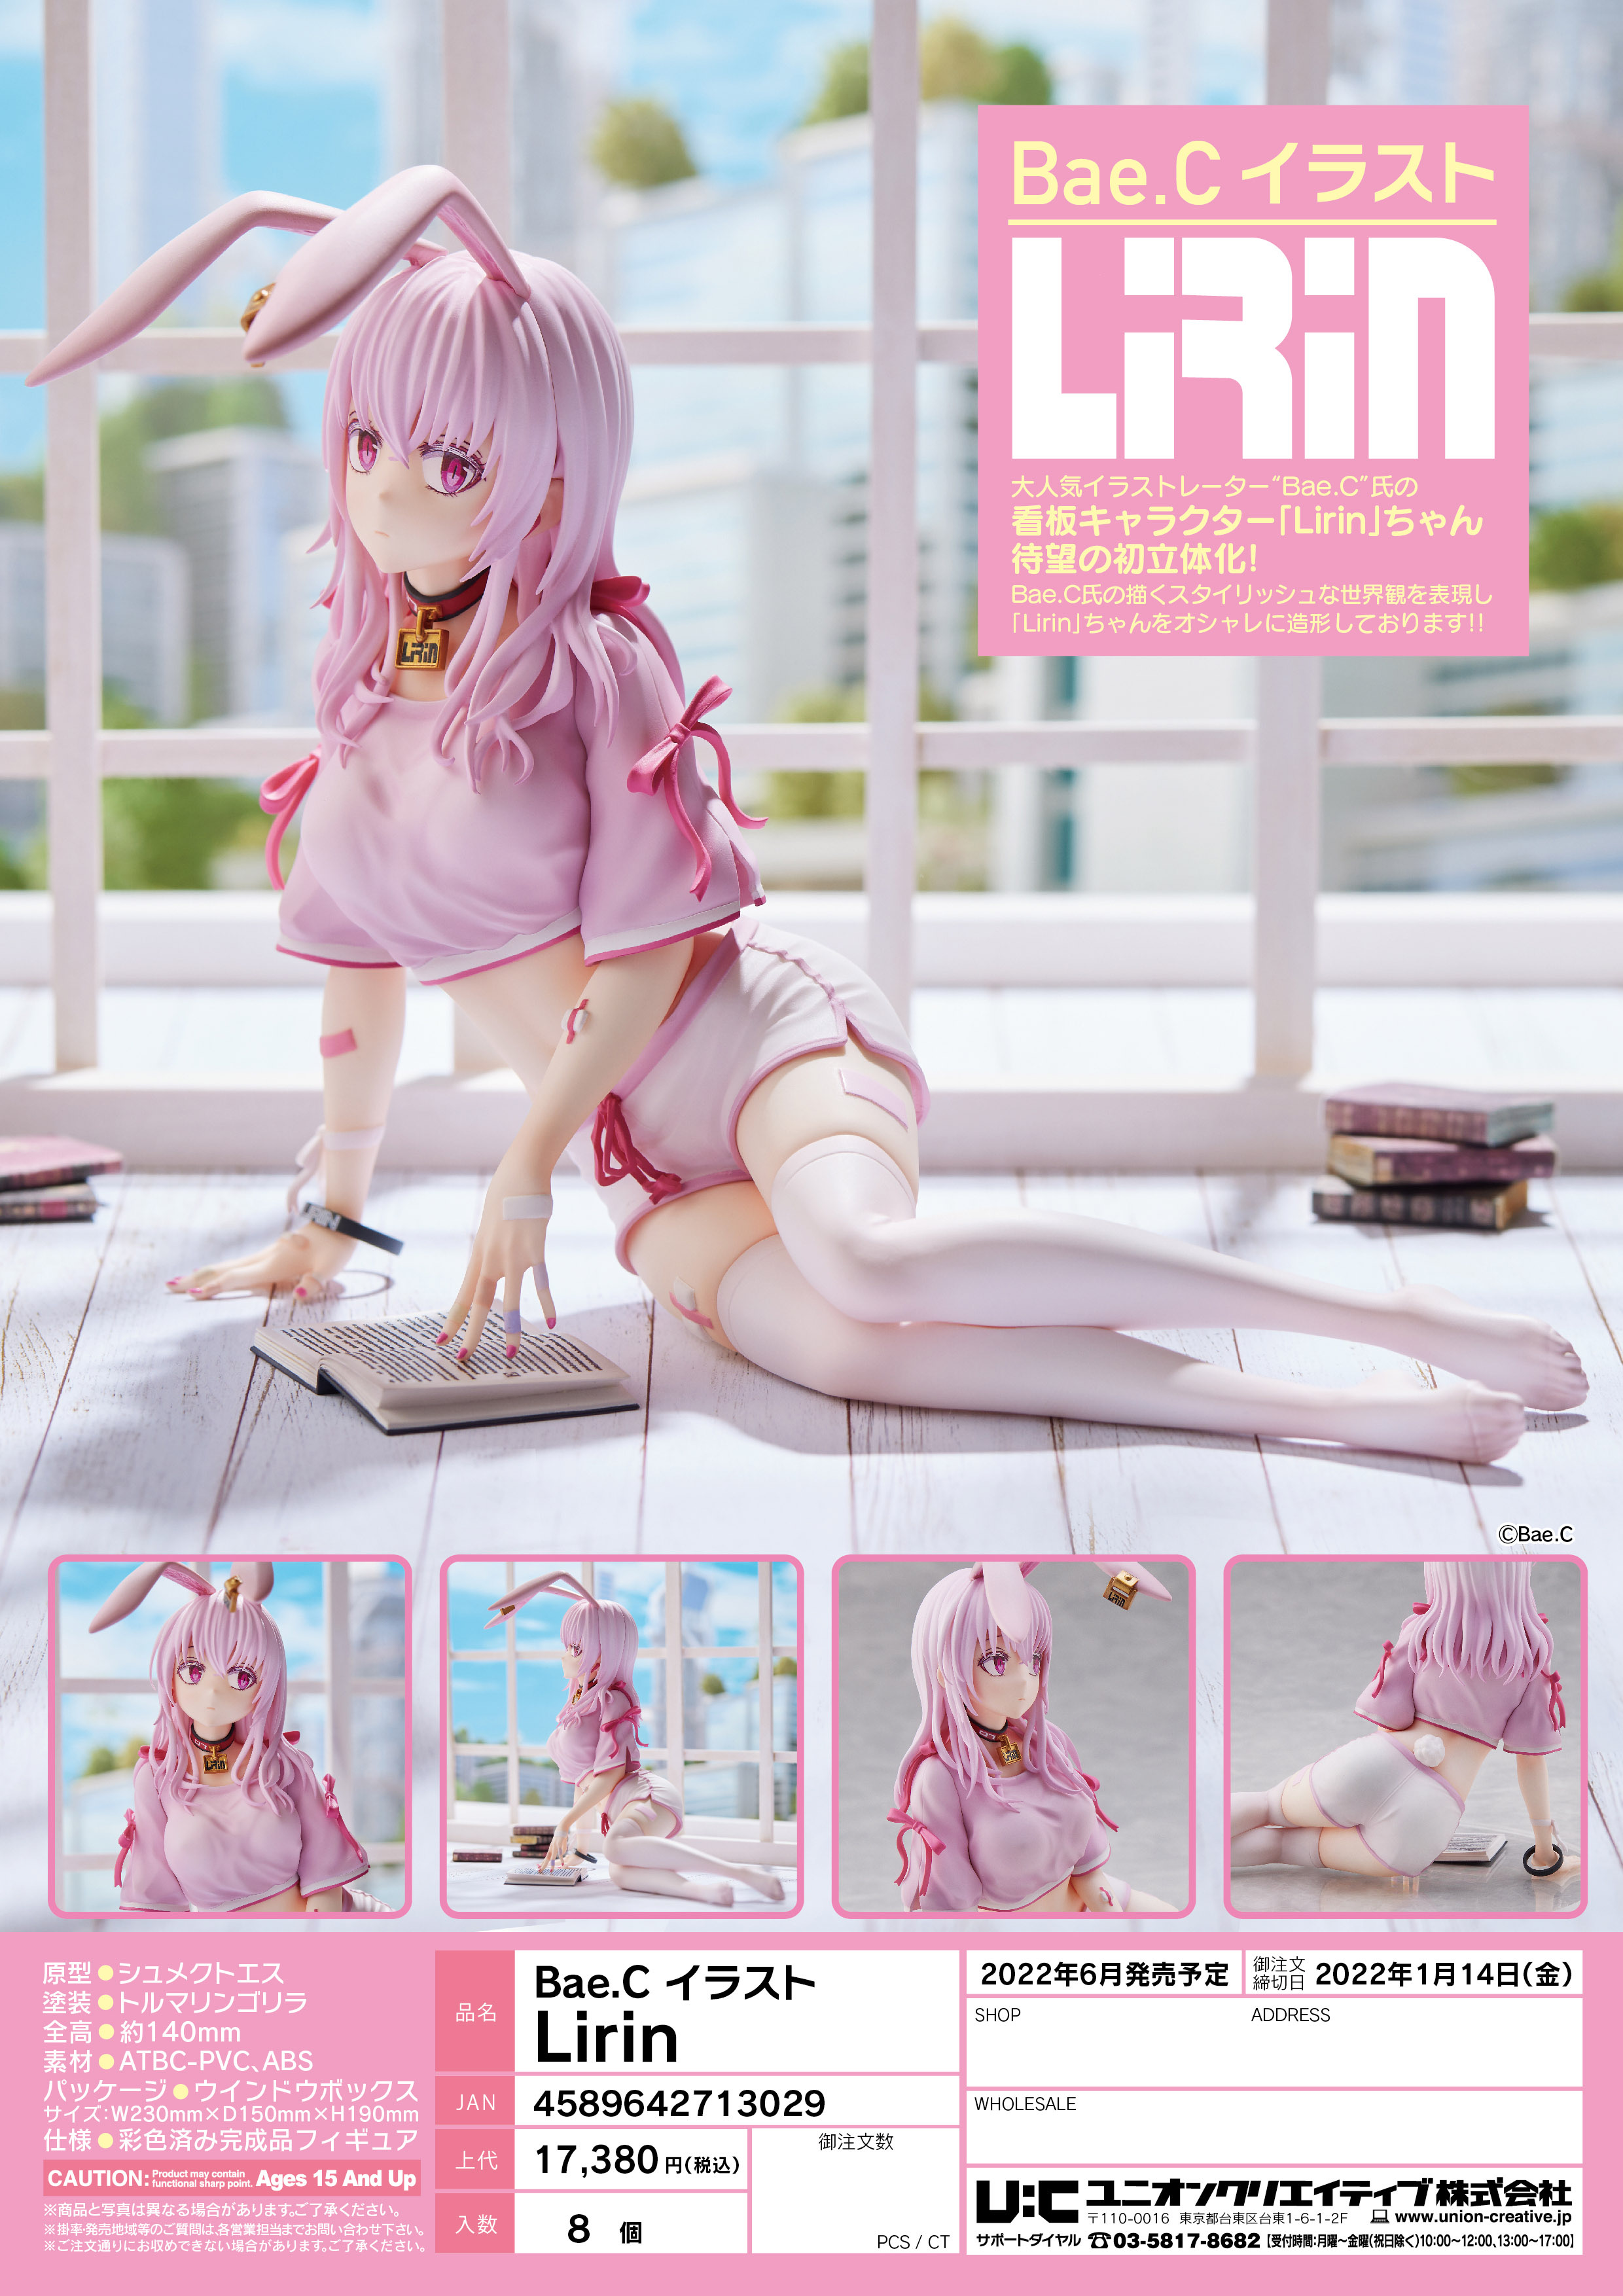 Bae.C イラスト
LiRin
大人気イラストレーター“Bae.C”氏の
看板キャラクター「Lirin」ちゃん
待望の初立体化!
Bae.C氏の描くスタイリッシュな世界観を表現し
「Lirin」ちゃんをオシャレに造形しております!!
LiRin
©Bae.C
原型●シュメクトエス
塗装●トルマリンゴリラ
全高●約140mm
素材●ATBC-PVC、ABS
パッケージ●ウインドウボックス
サイズ:W230mm×D150mm×H190mm
仕様●彩色済み完成品フィギュア
CAUTION: Product may contain functional sharp point. Ages 15 And Up
※商品と写真は異なる場合があります。ご了承ください。
※掛率・発売地域等のご質問は、各営業担当までお問い合わせ下さい。
※ご注文通りにお収めできない場合があります。ご了承ください。
品名
Bae.C イラスト
Lirin
JAN
4589642713029
上代
17,380円(税込)
入数
8 個
御注文数
PCS / CT
2022年6月発売予定
御注文締切日 2022年1月14日(金)
SHOP
ADDRESS
WHOLESALE
U:C ユニオンクリエイティブ株式会社
〒110-0016 東京都台東区台東1-6-1-2F www.union-creative.jp
サポートダイヤル ☎03-5817-8682【受付時間:月曜~金曜(祝日除く)10:00~12:00、13:00~17:00】